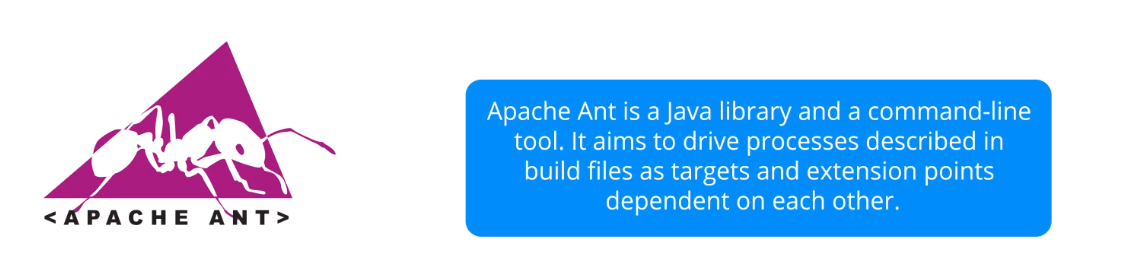 <APACHE ANT>
Apache Ant is a Java library and a command-line
tool. It aims to drive processes described in
build files as targets and extension points
dependent on each other.